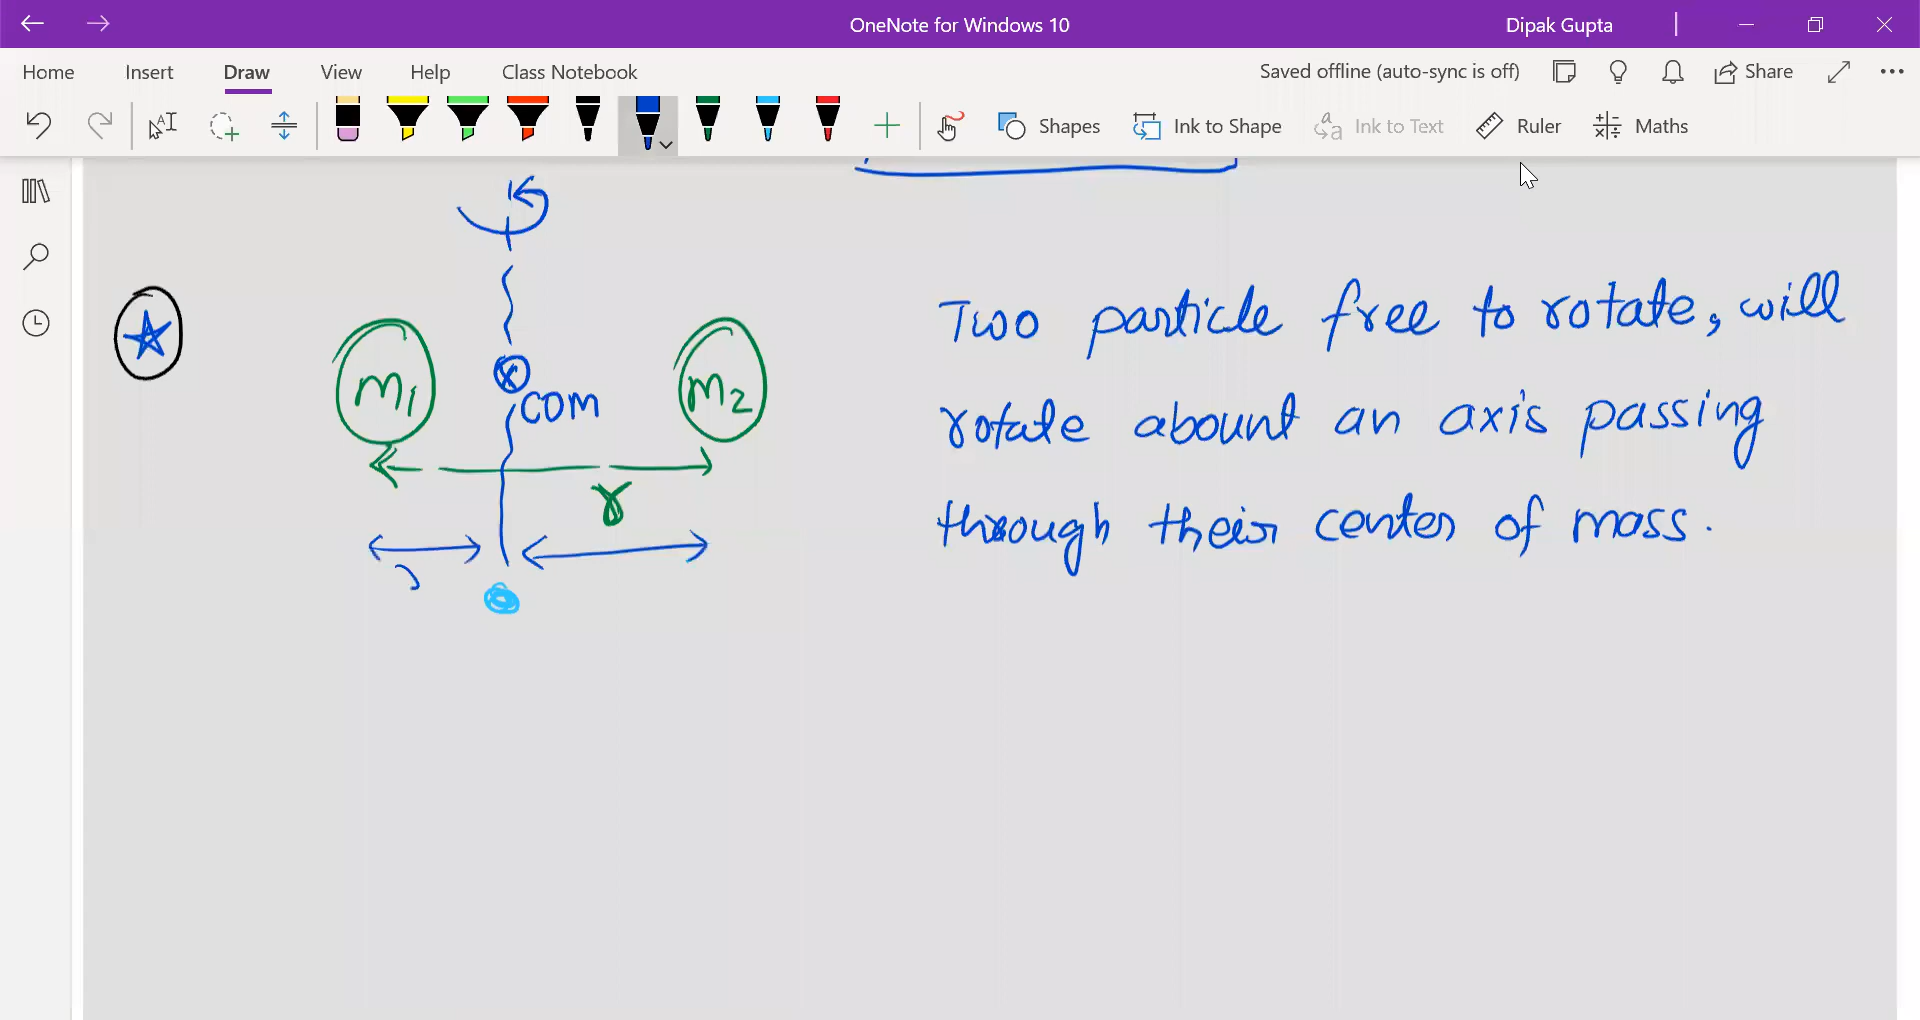 OneNote for Windows 10
Dipak Gupta
Home Insert Draw View Help Class Notebook
Saved offline (auto-sync is off)
Share
Shapes
Ink to Shape
Ink to Text
Ruler
Maths
m1
m2
COM
r
Two particle free to rotate, will
rotate abount an axis passing
through their center of mass.